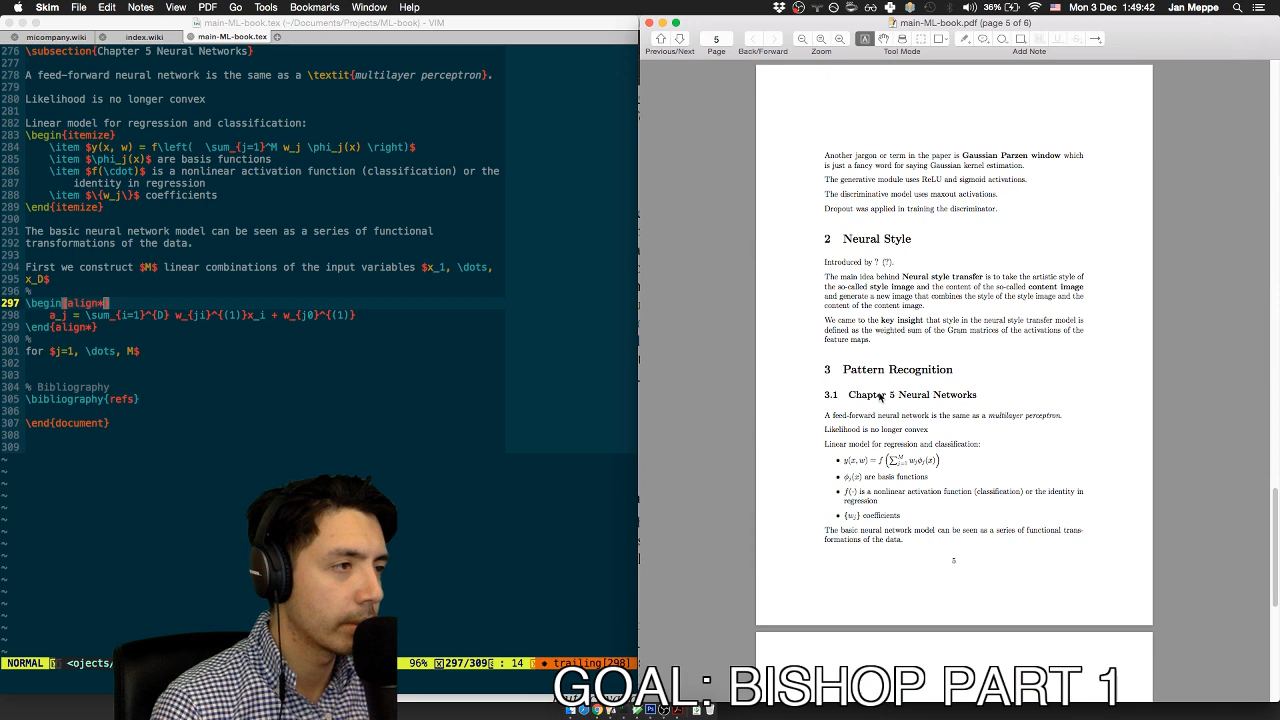 VIM File Edit Tools Syntax Buffers Window Help
36% 15:49:42 Jan Meppe
main-ML-book.tex (~/Documents/Projects/ML-book) - VIM
micompany.wiki index.wiki main-ML-book.tex
276 \subsection{Chapter 5 Neural Networks}
277
278 A feed-forward neural network is the same as a \textit{multilayer perceptron}.
279
280 Likelihood is no longer convex
281
282 Linear model for regression and classification:
283 \begin{itemize}
284 \item $y(x, w) = f\left( \sum_{j=1}^M w_j \phi_j(x) \right)$
285 \item $\phi_j(x)$ are basis functions
286 \item $f(\cdot)$ is a nonlinear activation function (classification) or the
287 identity in regression
288 \item $\{w_j\}$ coefficients
289 \end{itemize}
290
291 The basic neural network model can be seen as a series of functional
292 transformations of the data.
293
294 First we construct $M$ linear combinations of the input variables $x_1, \dots,
295 x_D$
296 %
297 \begin{align*}
298 a_j = \sum_{i=1}^{D} w_{ji}^{(1)}x_i + w_{j0}^{(1)}
299 \end{align*}
300 %
301 for $j=1, \dots, M$
302
303
304 % Bibliography
305 \bibliography{refs}
306
307 \end{document}
308
309
NORMAL <ojects/ 96% 297/309 : 14 trailing[298]
main-ML-book.pdf (page 5 of 6)
5
Previous/Next Page Back/Forward Zoom Tool Mode Add Note
Another jargon or term in the paper is Gaussian Parzen window which
is just a fancy word for saying Gaussian kernel estimation.
The generative module uses ReLU and sigmoid activations.
The discriminative model uses maxout activations.
Dropout was applied in training the discriminator.
2 Neural Style
Introduced by ? (?).
The main idea behind Neural style transfer is to take the artistic style of
the so-called style image and the content of the so-called content image
and generate a new image that combines the style of the style image and the
content of the content image.
We came to the key insight that style in the neural style transfer model is
defined as the weighted sum of the Gram matrices of the activations of the
feature maps.
3 Pattern Recognition
3.1 Chapter 5 Neural Networks
A feed-forward neural network is the same as a multilayer perceptron.
Likelihood is no longer convex
Linear model for regression and classification:
• y(x, w) = f (∑_{j=1}^M w_jϕ_j(x))
• ϕ_j(x) are basis functions
• f(·) is a nonlinear activation function (classification) or the identity in
regression
• {w_j} coefficients
The basic neural network model can be seen as a series of functional trans-
formations of the data.
5
GOAL: BISHOP PART 1